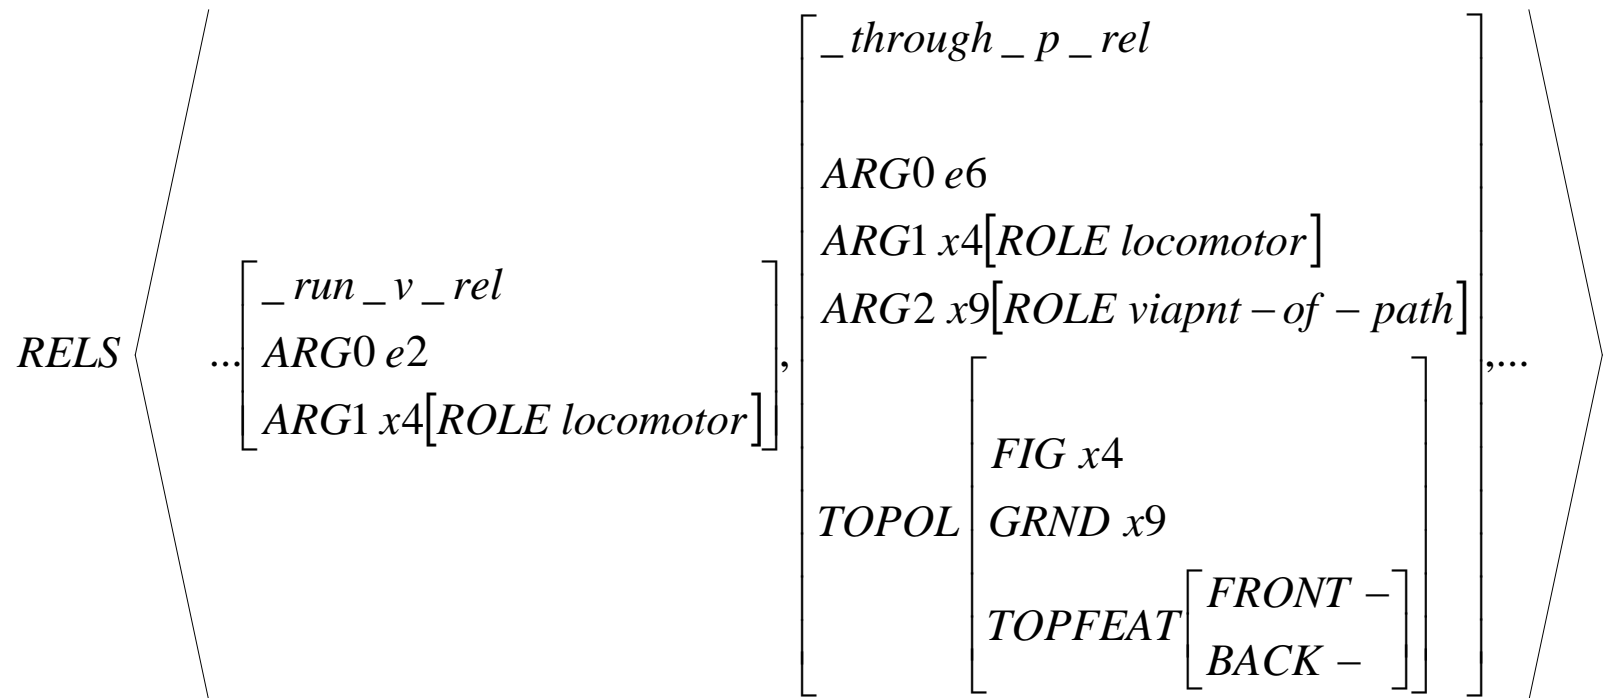 _through_p_rel
ARG0 e6
ARG1 x4[ROLE locomotor]
_run_v_rel
ARG2 x9[ROLE viapnt-of-path]
RELS ... ARG0 e2 , ,...
ARG1 x4[ROLE locomotor]
FIG x4
TOPOL GRND x9
FRONT -
TOPFEAT
BACK -